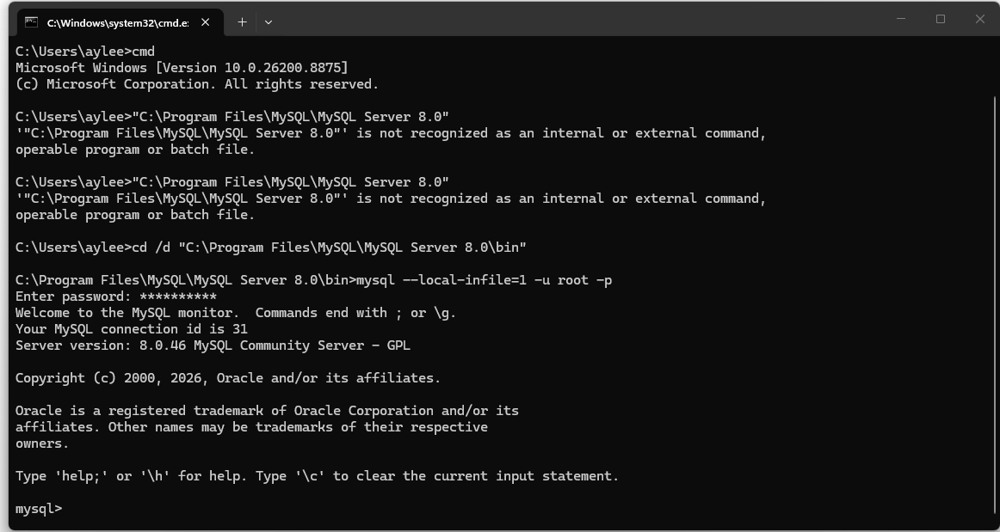 C:\Windows\system32\cmd.e:
C:\Users\aylee>cmd
Microsoft Windows [Version 10.0.26200.8875]
(c) Microsoft Corporation. All rights reserved.
C:\Users\aylee>"C:\Program Files\MySQL\MySQL Server 8.0"
'"C:\Program Files\MySQL\MySQL Server 8.0"' is not recognized as an internal or external command,
operable program or batch file.
C:\Users\aylee>"C:\Program Files\MySQL\MySQL Server 8.0"
'"C:\Program Files\MySQL\MySQL Server 8.0"' is not recognized as an internal or external command,
operable program or batch file.
C:\Users\aylee>cd /d "C:\Program Files\MySQL\MySQL Server 8.0\bin"
C:\Program Files\MySQL\MySQL Server 8.0\bin>mysql --local-infile=1 -u root -p
Enter password: **********
Welcome to the MySQL monitor.  Commands end with ; or \g.
Your MySQL connection id is 31
Server version: 8.0.46 MySQL Community Server - GPL
Copyright (c) 2000, 2026, Oracle and/or its affiliates.
Oracle is a registered trademark of Oracle Corporation and/or its
affiliates. Other names may be trademarks of their respective
owners.
Type 'help;' or '\h' for help. Type '\c' to clear the current input statement.
mysql>